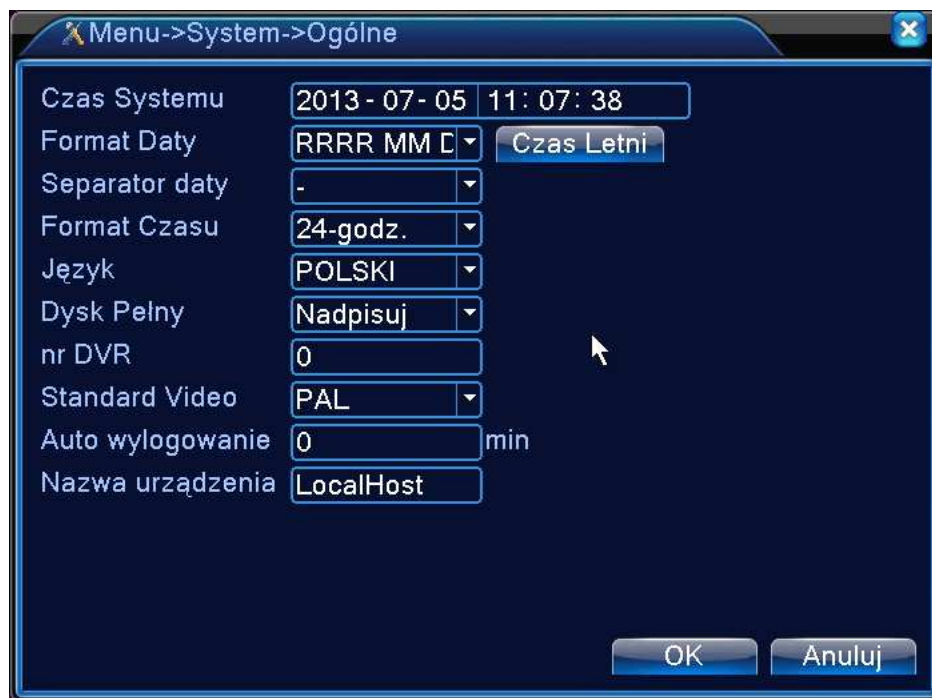 Menu->System->Ogólne
Czas Systemu 2013-07-05 11:07:38
Format Daty RRRR MM D Czas Letni
Separator daty -
Format Czasu 24-godz.
Język POLSKI
Dysk Pełny Nadpisuj
nr DVR 0
Standard Video PAL
Auto wylogowanie 0 min
Nazwa urządzenia LocalHost
OK Anuluj